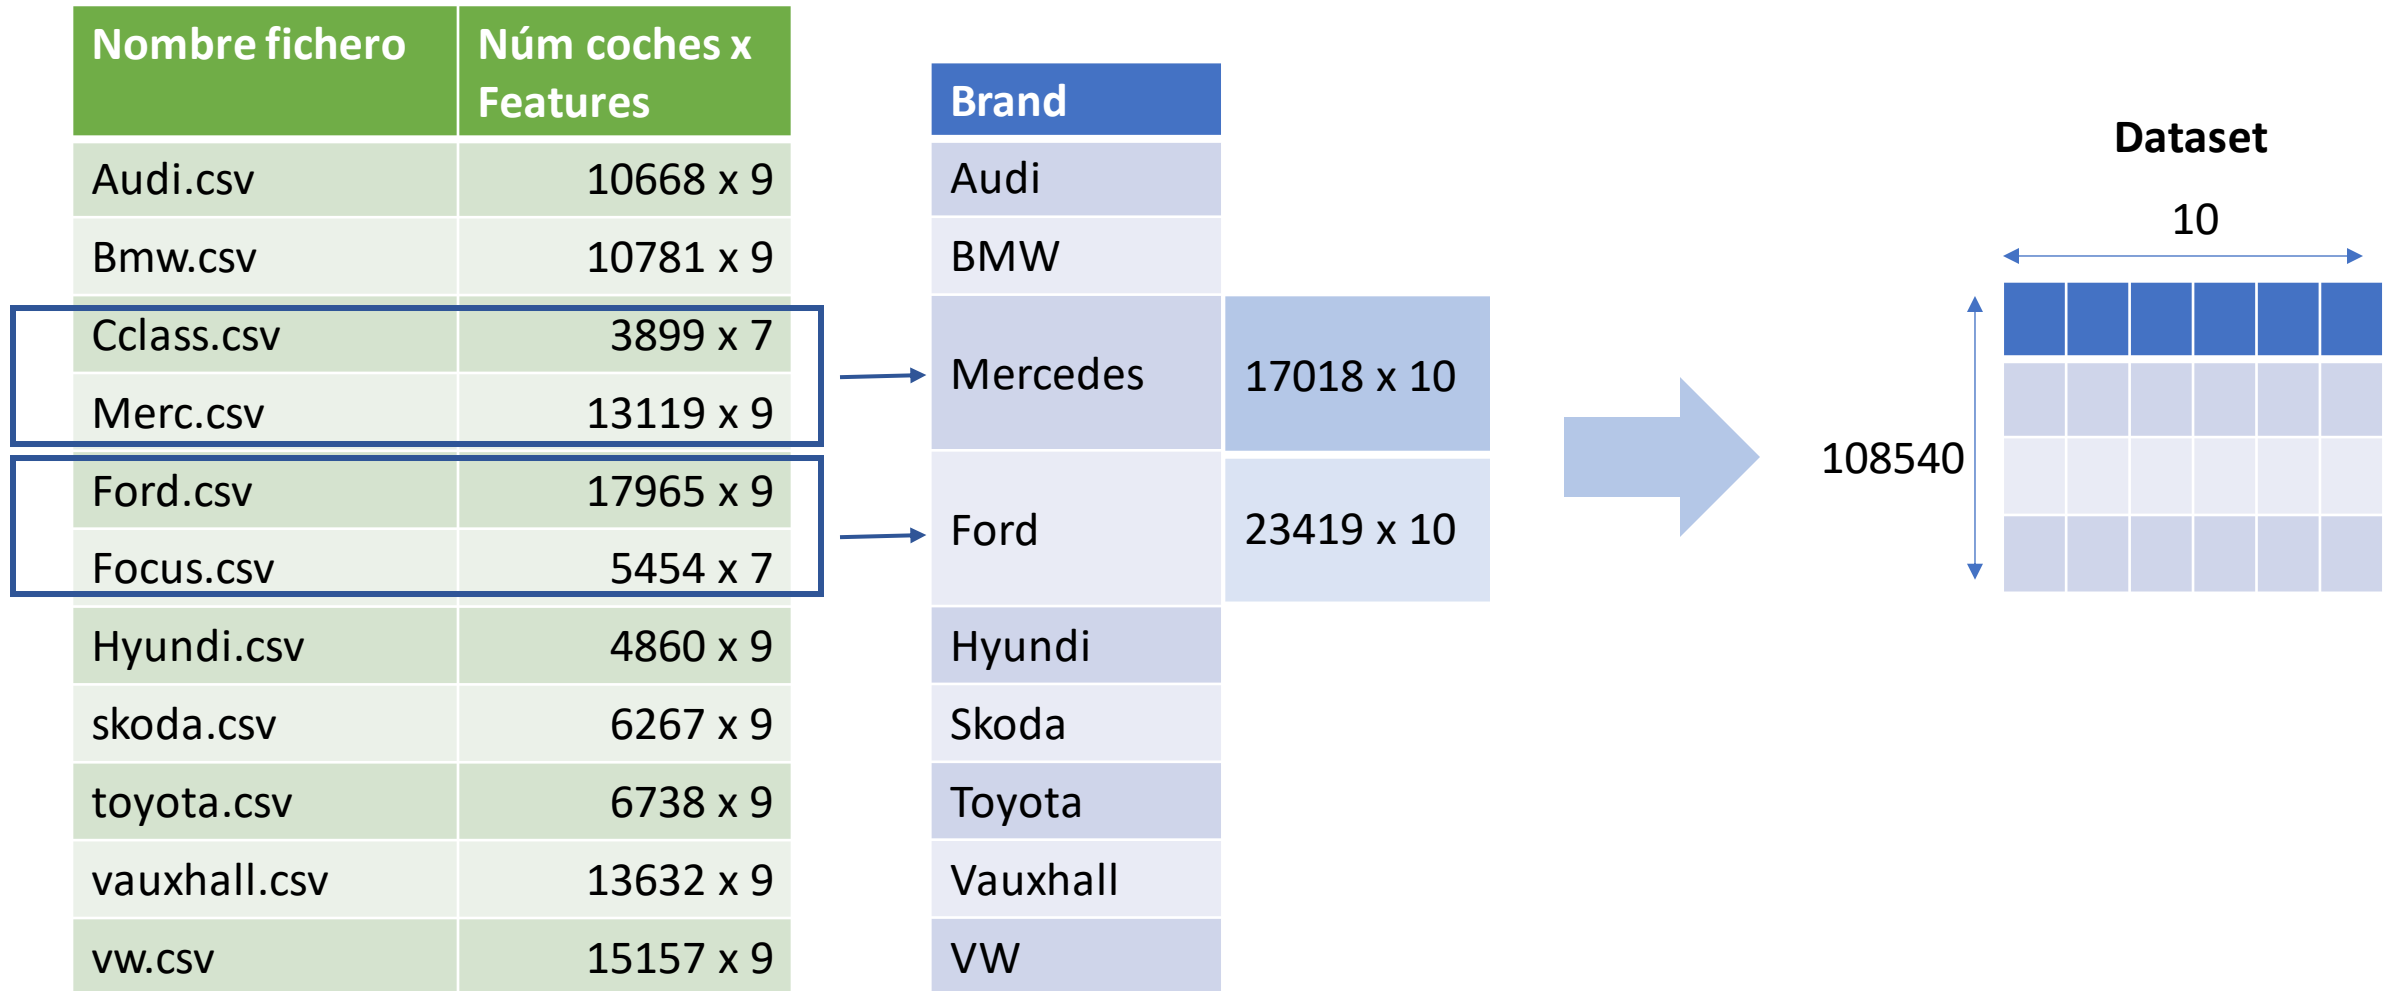 Nombre fichero
Núm coches x
Features
Audi.csv 10668 x 9
Bmw.csv 10781 x 9
Cclass.csv 3899 x 7
Merc.csv 13119 x 9
Ford.csv 17965 x 9
Focus.csv 5454 x 7
Hyundi.csv 4860 x 9
skoda.csv 6267 x 9
toyota.csv 6738 x 9
vauxhall.csv 13632 x 9
vw.csv 15157 x 9
Brand
Audi
BMW
Mercedes 17018 x 10
Ford 23419 x 10
Hyundi
Skoda
Toyota
Vauxhall
VW
Dataset
10
108540